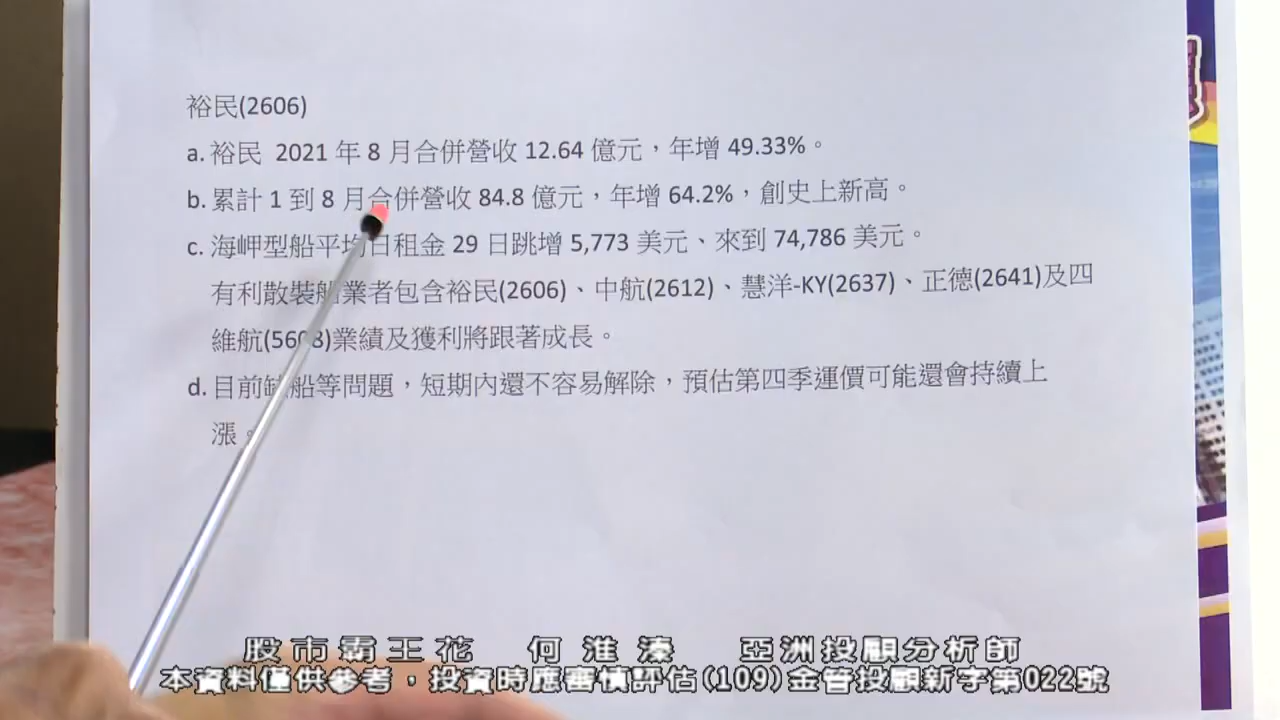 裕民(2606)
a. 裕民 2021 年 8 月合併營收 12.64 億元，年增 49.33%。
b. 累計 1 到 8 月合併營收 84.8 億元，年增 64.2%，創史上新高。
c. 海岬型船平均日租金 29 日跳增 5,773 美元、來到 74,786 美元。
有利散裝船業者包含裕民(2606)、中航(2612)、慧洋-KY(2637)、正德(2641)及四
維航(5608)業績及獲利將跟著成長。
d. 目前缺船等問題，短期內還不容易解除，預估第四季運價可能還會持續上
漲。
股市霸王花 何淮溱 亞洲投顧分析師
本資料僅供參考，投資時應審慎評估(109)金管投顧新字第022號